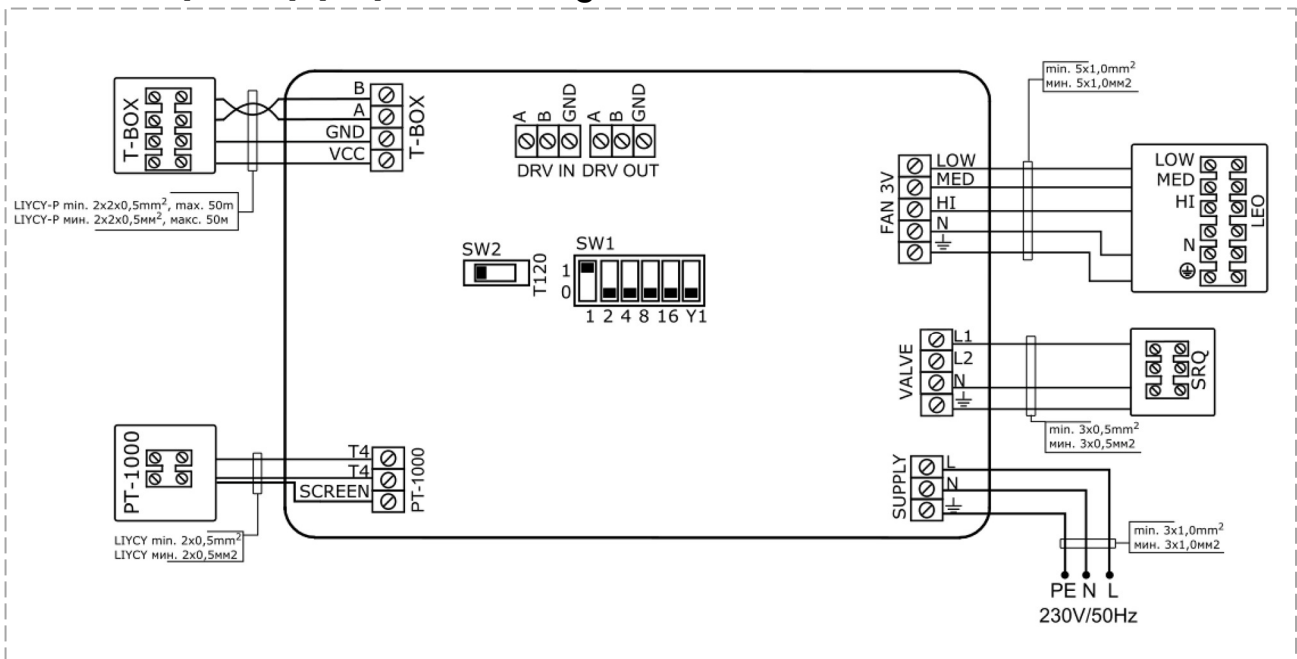 T-BOX
B
A
GND
VCC
T-BOX
LIYCY-P min. 2x2x0,5mm², max. 50m
LIYCY-P мин. 2x2x0,5мм², макс. 50м
A
B
GND
A
B
GND
DRV IN DRV OUT
SW2
T120
SW1
1
0
1 2 4 8 16 Y1
min. 5x1,0mm²
мин. 5x1,0мм2
FAN 3V
LOW
MED
HI
N
LOW
MED
HI
N
LEO
VALVE
L1
L2
N
SRQ
min. 3x0,5mm²
мин. 3x0,5мм2
PT-1000
T4
T4
SCREEN
PT-1000
LIYCY min. 2x0,5mm²
LIYCY мин. 2x0,5мм2
SUPPLY
L
N
min. 3x1,0mm²
мин. 3x1,0мм2
PE N L
230V/50Hz